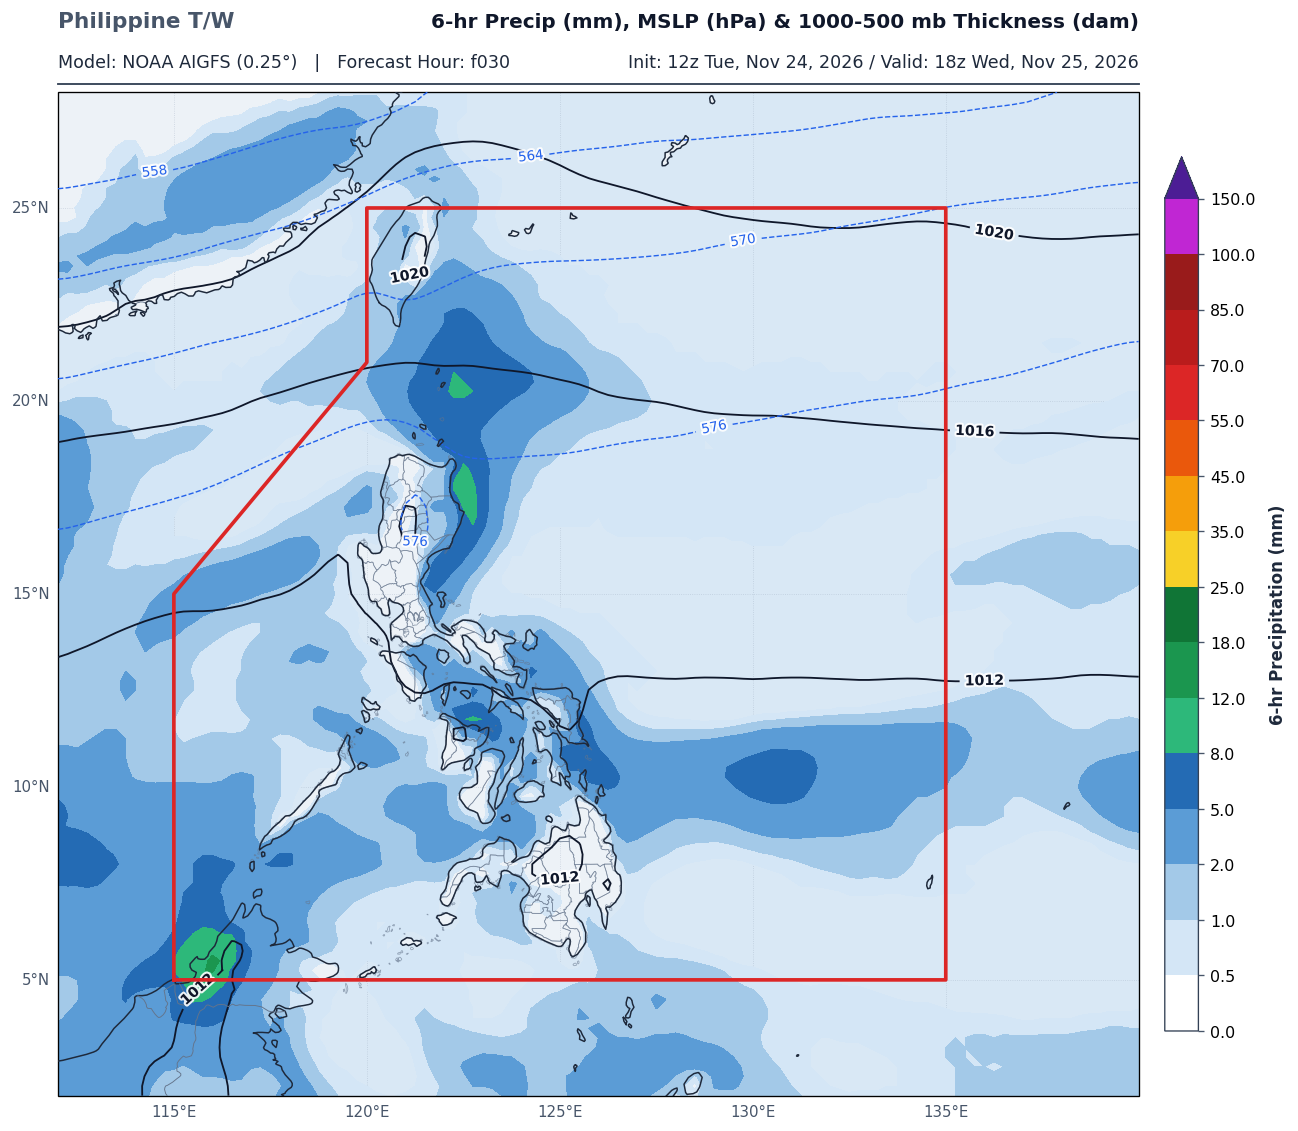 Philippine T/W
6-hr Precip (mm), MSLP (hPa) & 1000-500 mb Thickness (dam)
Model: NOAA AIGFS (0.25°) | Forecast Hour: f030
Init: 12z Tue, Nov 24, 2026 / Valid: 18z Wed, Nov 25, 2026
558
564
570
576
576
1020
1020
1016
1012
1012
1012
25°N
20°N
15°N
10°N
5°N
115°E
120°E
125°E
130°E
135°E
150.0
100.0
85.0
70.0
55.0
45.0
35.0
25.0
18.0
12.0
8.0
5.0
2.0
1.0
0.5
0.0
6-hr Precipitation (mm)